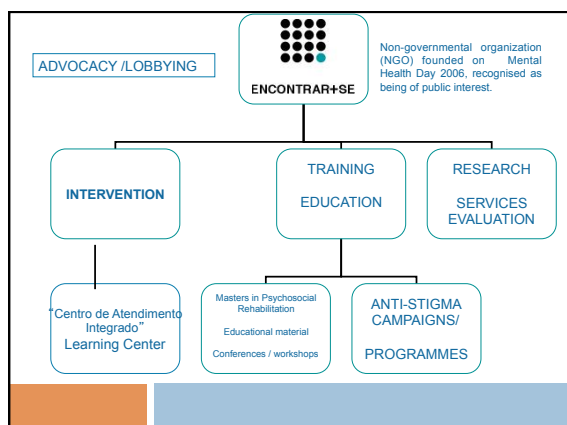 ADVOCACY /LOBBYING
ENCONTRAR+SE
Non-governmental organization
(NGO) founded on Mental
Health Day 2006, recognised as
being of public interest.
INTERVENTION
TRAINING
EDUCATION
RESEARCH
SERVICES
EVALUATION
"Centro de Atendimento
Integrado"
Learning Center
Masters in Psychosocial
Rehabilitation
Educational material
Conferences / workshops
ANTI-STIGMA
CAMPAIGNS/
PROGRAMMES